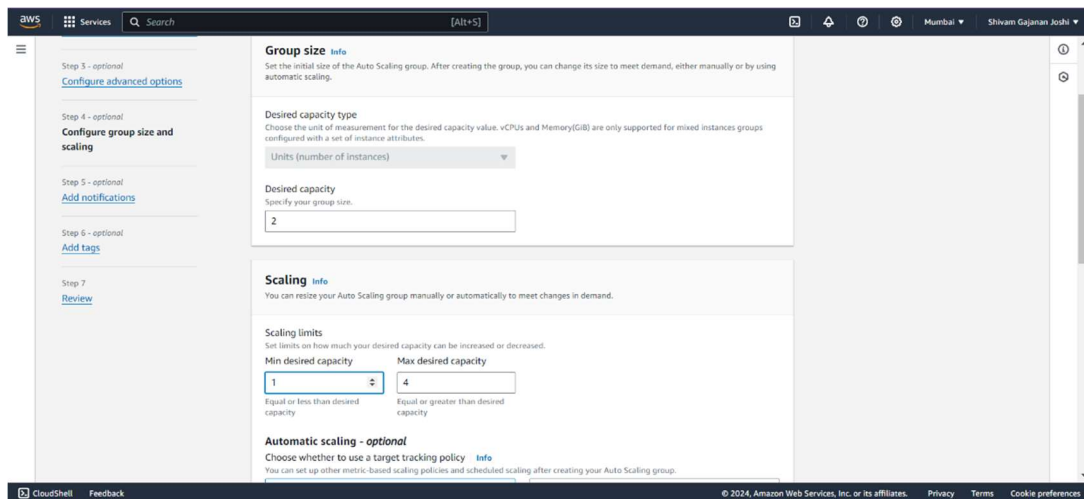 aws
Services
Search
[Alt+S]
Mumbai
Shivam Gajanan Joshi
Step 3 - optional
Configure advanced options
Step 4 - optional
Configure group size and
scaling
Step 5 - optional
Add notifications
Step 6 - optional
Add tags
Step 7
Review
Group size Info
Set the initial size of the Auto Scaling group. After creating the group, you can change its size to meet demand, either manually or by using
automatic scaling.
Desired capacity type
Choose the unit of measurement for the desired capacity value. vCPUs and Memory(GiB) are only supported for mixed instances groups
configured with a set of instance attributes.
Units (number of instances)
Desired capacity
Specify your group size.
2
Scaling Info
You can resize your Auto Scaling group manually or automatically to meet changes in demand.
Scaling limits
Set limits on how much your desired capacity can be increased or decreased.
Min desired capacity
1
Equal or less than desired
capacity
Max desired capacity
4
Equal or greater than desired
capacity
Automatic scaling - optional
Choose whether to use a target tracking policy Info
You can set up other metric-based scaling policies and scheduled scaling after creating your Auto Scaling group.
CloudShell
Feedback
© 2024, Amazon Web Services, Inc. or its affiliates.
Privacy
Terms
Cookie preferences